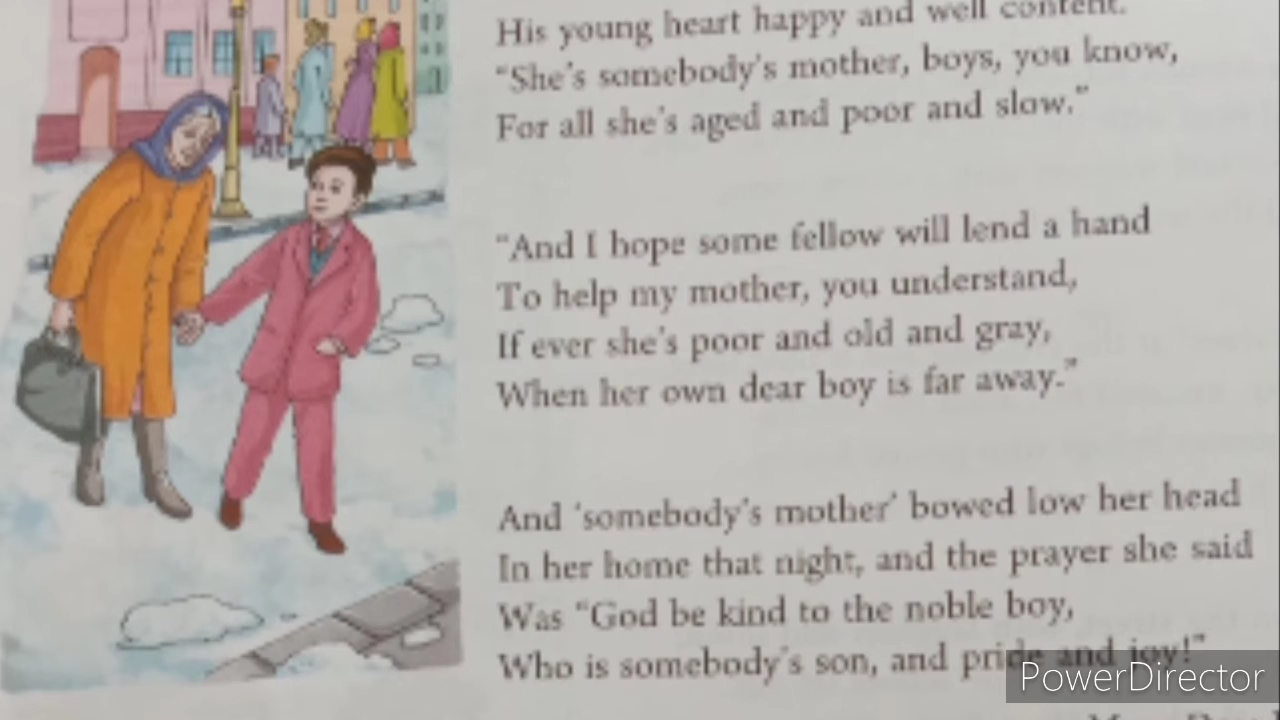 His young heart happy and well content.
"She's somebody's mother, boys, you know,
For all she's aged and poor and slow."
"And I hope some fellow will lend a hand
To help my mother, you understand,
If ever she's poor and old and gray,
When her own dear boy is far away."
And 'somebody's mother' bowed low her head
In her home that night, and the prayer she said
Was "God be kind to the noble boy,
Who is somebody's son, and pride and joy!"
PowerDirector